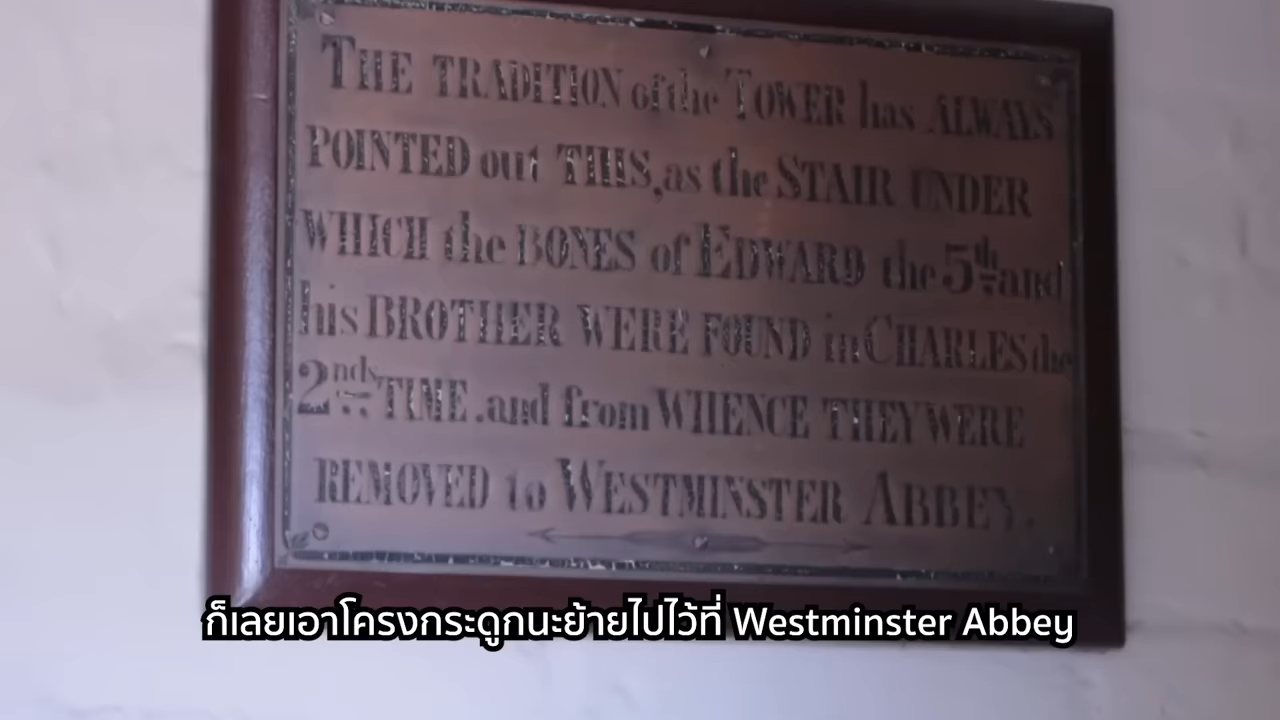 THE TRADITION of the TOWER has ALWAYS
POINTED out THIS, as the STAIR UNDER
WHICH the BONES of EDWARD the 5th and
his BROTHER WERE FOUND in CHARLES the
2nds TIME. and from WHENCE THEY WERE
REMOVED to WESTMINSTER ABBEY.
ก็เลยเอาโครงกระดูกนะย้ายไปไว้ที่ Westminster Abbey